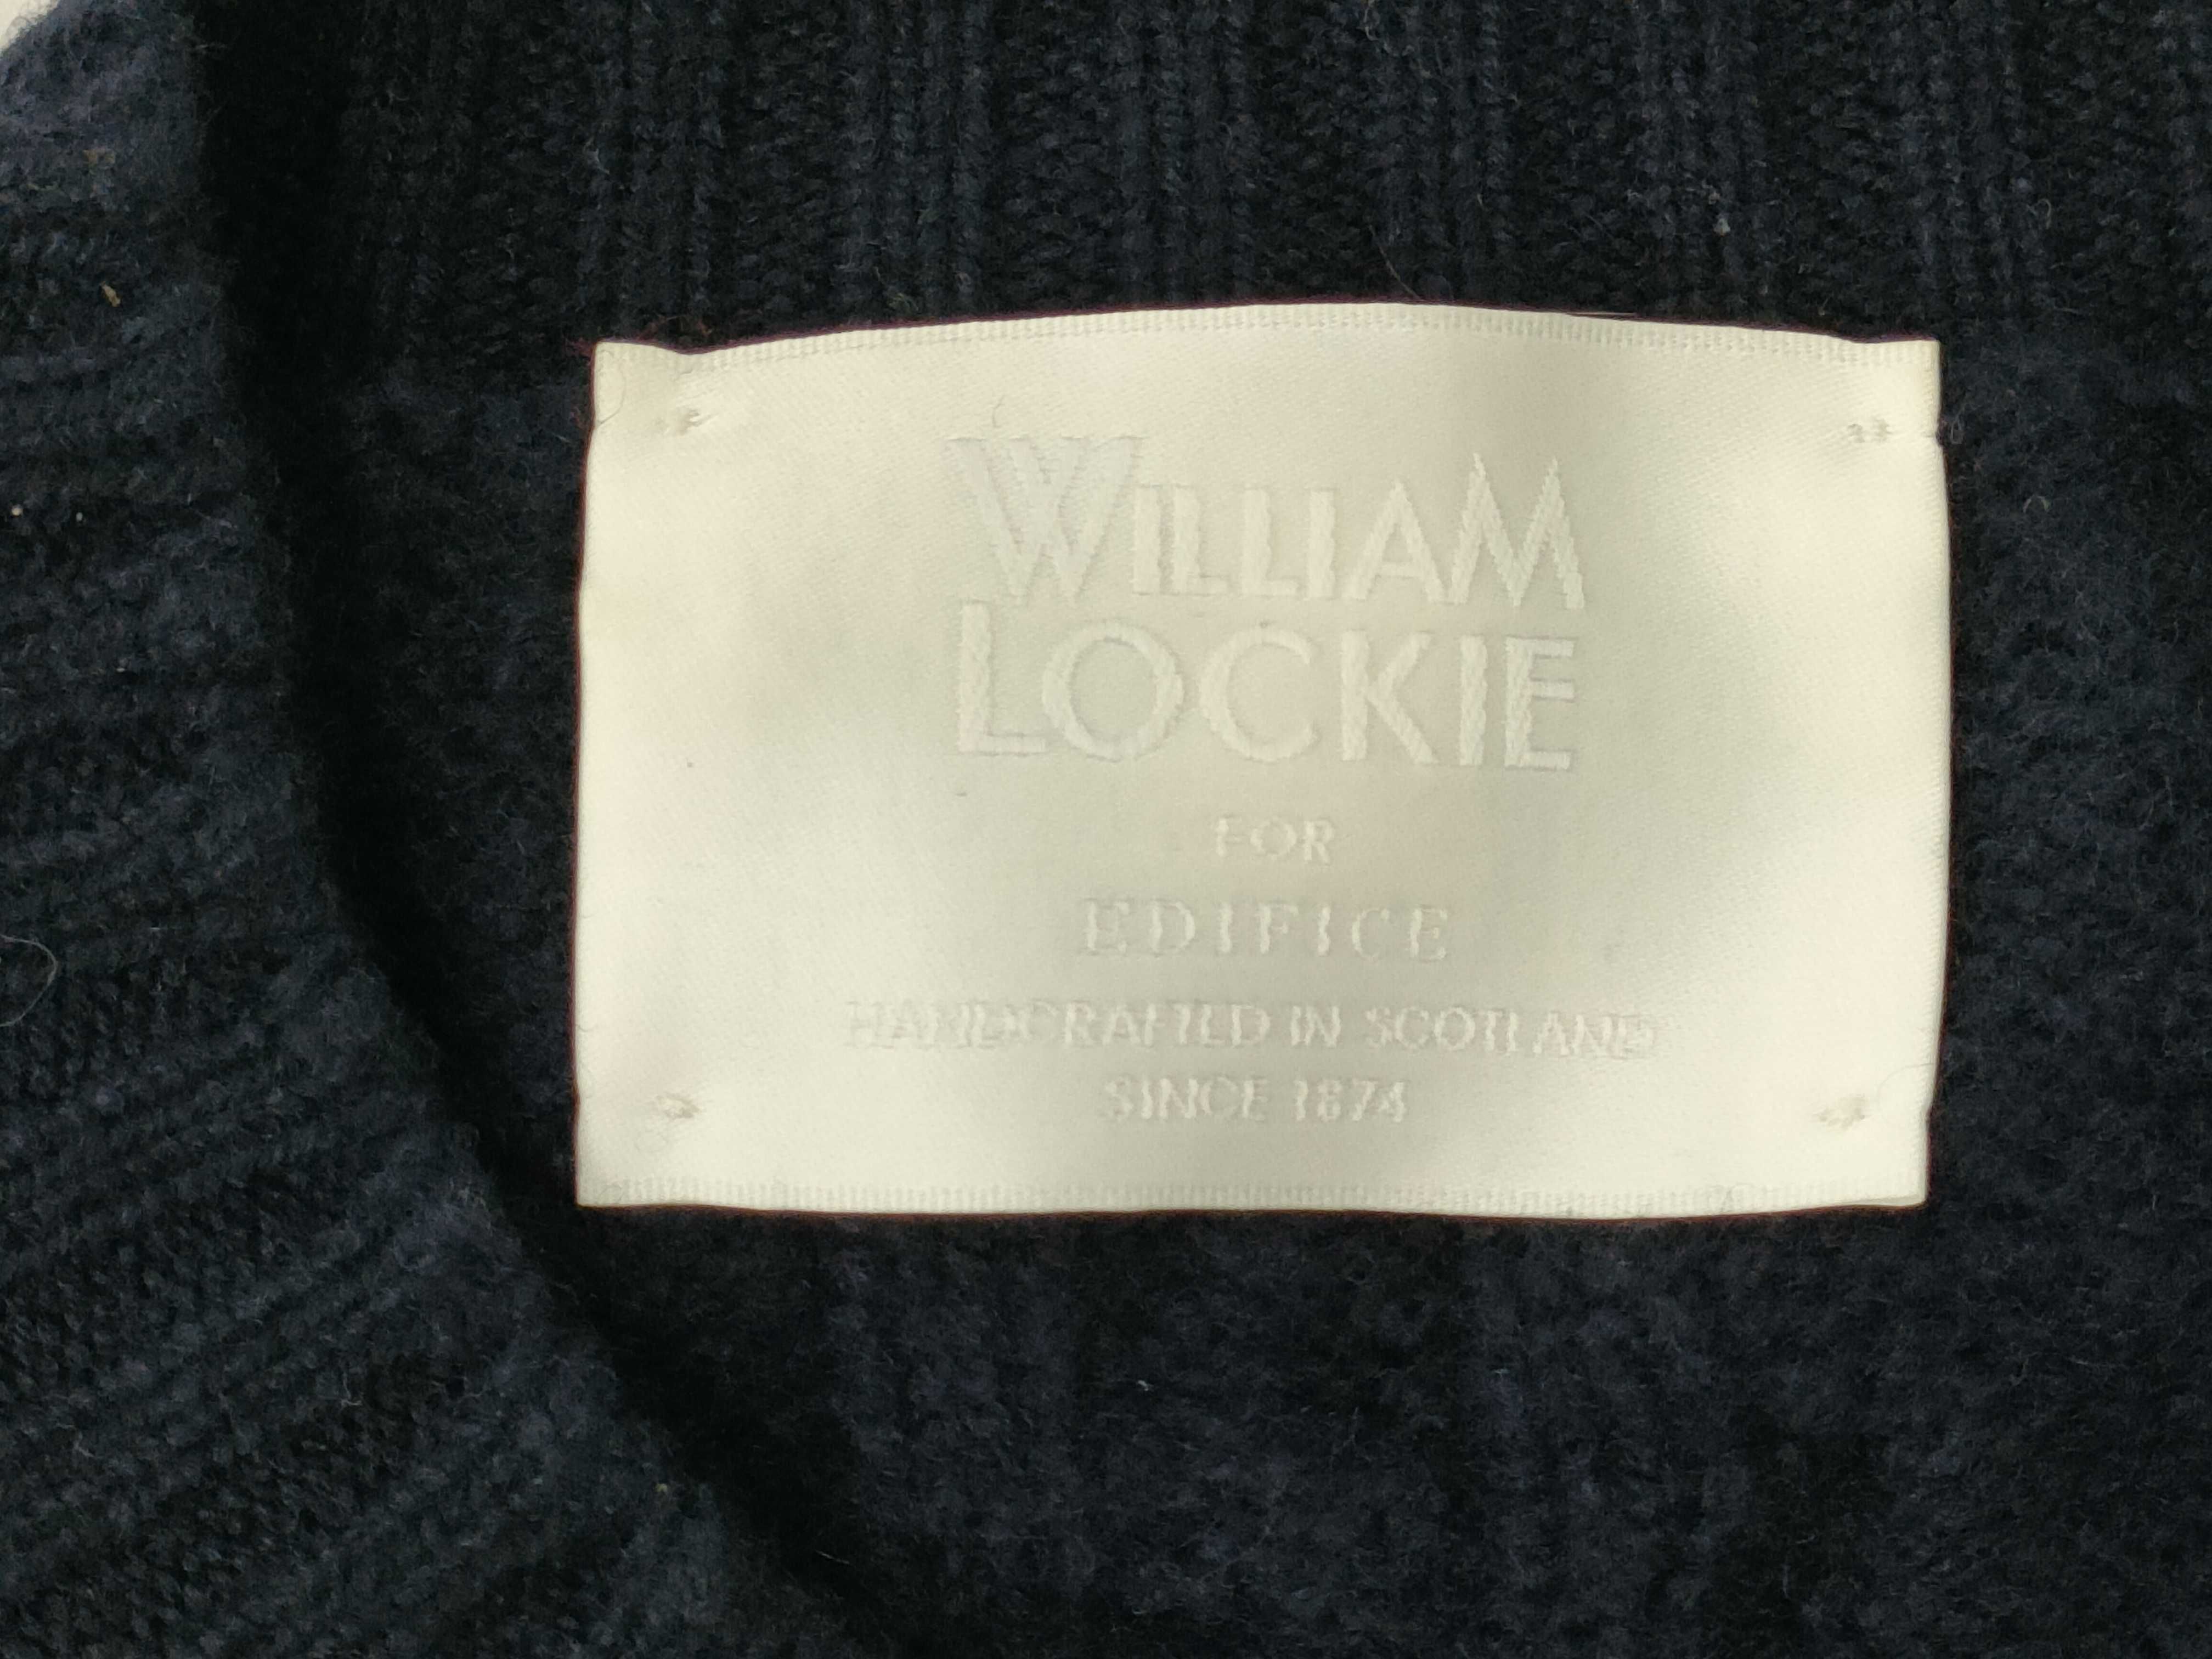 WILLIAM
LOCKIE
FOR
EDIFICE
HANDCRAFTED IN SCOTLAND
SINCE 1874